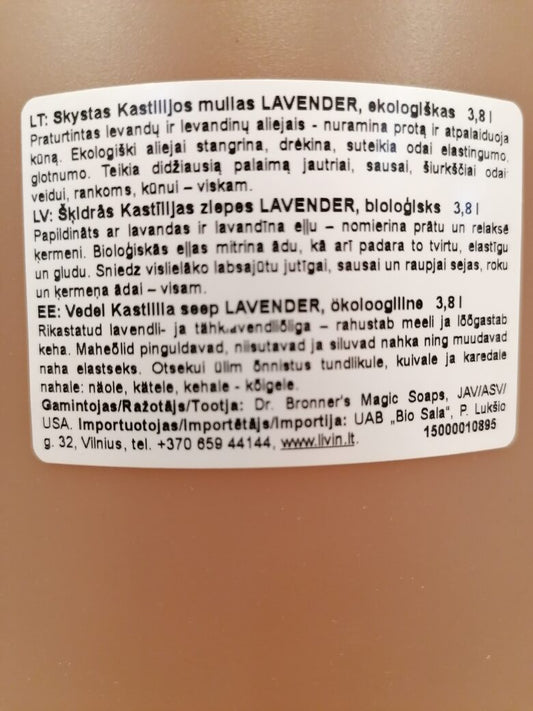 LT: Skystas Kastilijos muilas LAVENDER, ekologiškas 3,8 l
Praturtintas levandų ir levandinų aliejais - nuramina protą ir atpalaiduoja
kūną. Ekologiški aliejai stangrina, drėkina, suteikia odai elastingumo,
glotnumo. Teikia didžiausią palaimą jautriai, sausai, šiurkščiai odai
veidui, rankoms, kūnui – viskam.
LV: Šķidrās Kastīlijas ziepes LAVENDER, bioloģisks 3,8 l
Papildināts ar lavandas ir lavandīna eļļu – nomierina prātu un relaksē
ķermeni. Bioloģiskās eļļas mitrina ādu, kā arī padara to tvirtu, elastīgu
un gludu. Sniedz vislielāko labsajūtu jutīgai, sausan un raupjai sejas, roku
un ķermeņa ādai – visam.
EE: Vedel Kastiilia seep LAVENDER, ökoloogiline 3,8 l
Rikastatud lavendli- ja tähklavendliõliga – rahustab meeli ja lõõgastab
keha. Maheõlid pinguldavad, niisutavad ja siluvad nahka ning muudavad
naha elastseks. Otsekui ülim õnnistus tundlikule, kuivale ja karedale
nahale: näole, kätele, kehale - kõigele.
Gamintojas/Ražotājs/Tootja: Dr. Bronner's Magic Soaps, JAV/ASV/
USA. Importuotojas/Importētājs/Importija: UAB „Bio Sala“, P. Lukšio
g. 32, Vilnius, tel. +370 659 44144, www.livin.lt. 15000010895